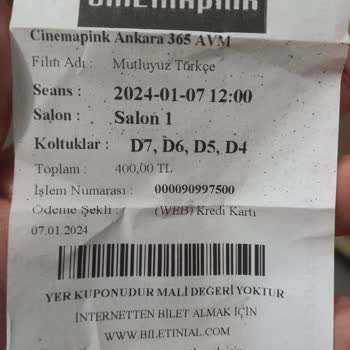 cinemapink
Cinemapink Ankara 365 AVM
Film Adı : Mutluyuz Türkçe
Seans : 2024-01-07 12:00
Salon : Salon 1
Koltuklar : D7, D6, D5, D4
Toplam : 400,00 TL
İşlem Numarası : 000090997500
Ödeme Şekli : (WEB) Kredi Kartı
07.01.2024
YER KUPONUDUR MALİ DEĞERİ YOKTUR
İNTERNETTEN BİLET ALMAK İÇİN
WWW.BILETINIAL.COM